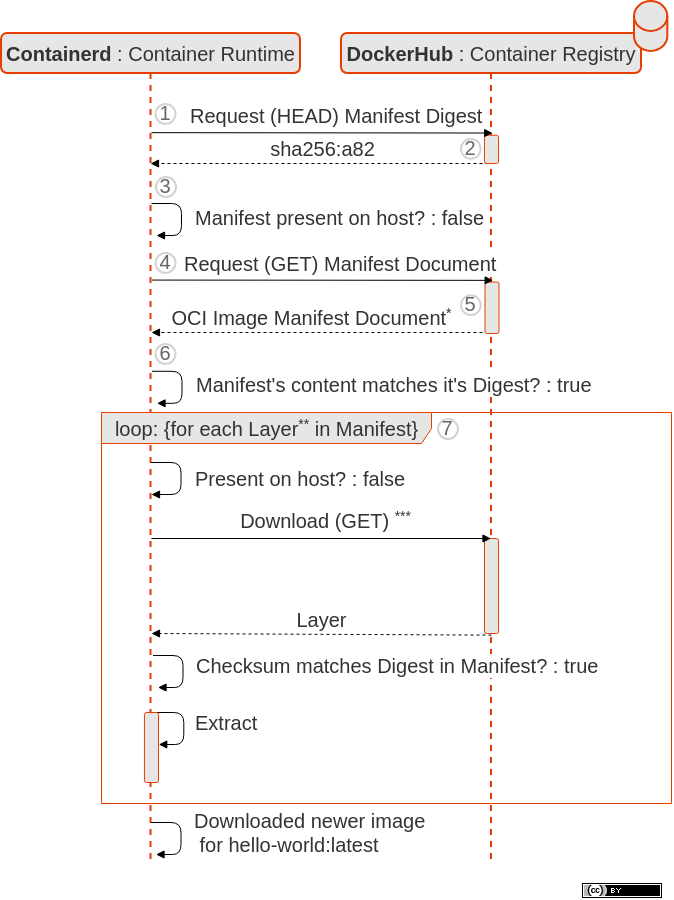 Containerd : Container Runtime
DockerHub : Container Registry
1
Request (HEAD) Manifest Digest
sha256:a82
2
3
Manifest present on host? : false
4
Request (GET) Manifest Document
5
OCI Image Manifest Document*
6
Manifest's content matches it's Digest? : true
loop: {for each Layer** in Manifest}
7
Present on host? : false
Download (GET) ***
Layer
Checksum matches Digest in Manifest? : true
Extract
Downloaded newer image
for hello-world:latest
cc BY